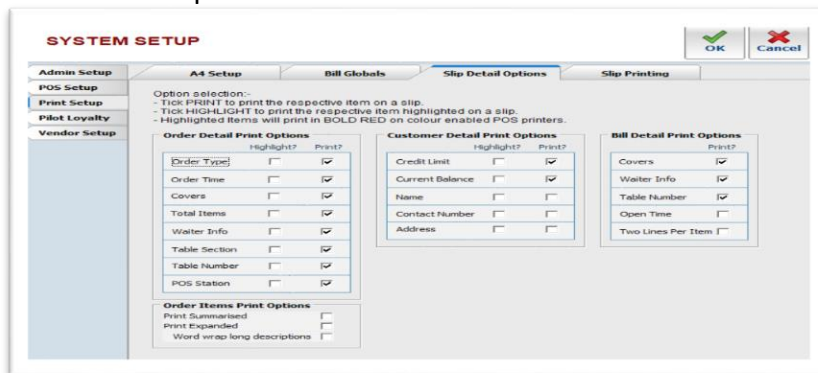 SYSTEM SETUP
OK
Cancel
Admin Setup
POS Setup
Print Setup
Pilot Loyalty
Vendor Setup
A4 Setup
Bill Globals
Slip Detail Options
Slip Printing
Option selection:-
- Tick PRINT to print the respective item on a slip.
- Tick HIGHLIGHT to print the respective item highlighted on a slip.
- Highlighted Items will print in BOLD RED on colour enabled POS printers.
Order Detail Print Options
Highlight? Print?
Order Type
Order Time
Covers
Total Items
Waiter Info
Table Section
Table Number
POS Station
Order Items Print Options
Print Summarised
Print Expanded
Word wrap long descriptions
Customer Detail Print Options
Highlight? Print?
Credit Limit
Current Balance
Name
Contact Number
Address
Bill Detail Print Options
Print?
Covers
Waiter Info
Table Number
Open Time
Two Lines Per Item